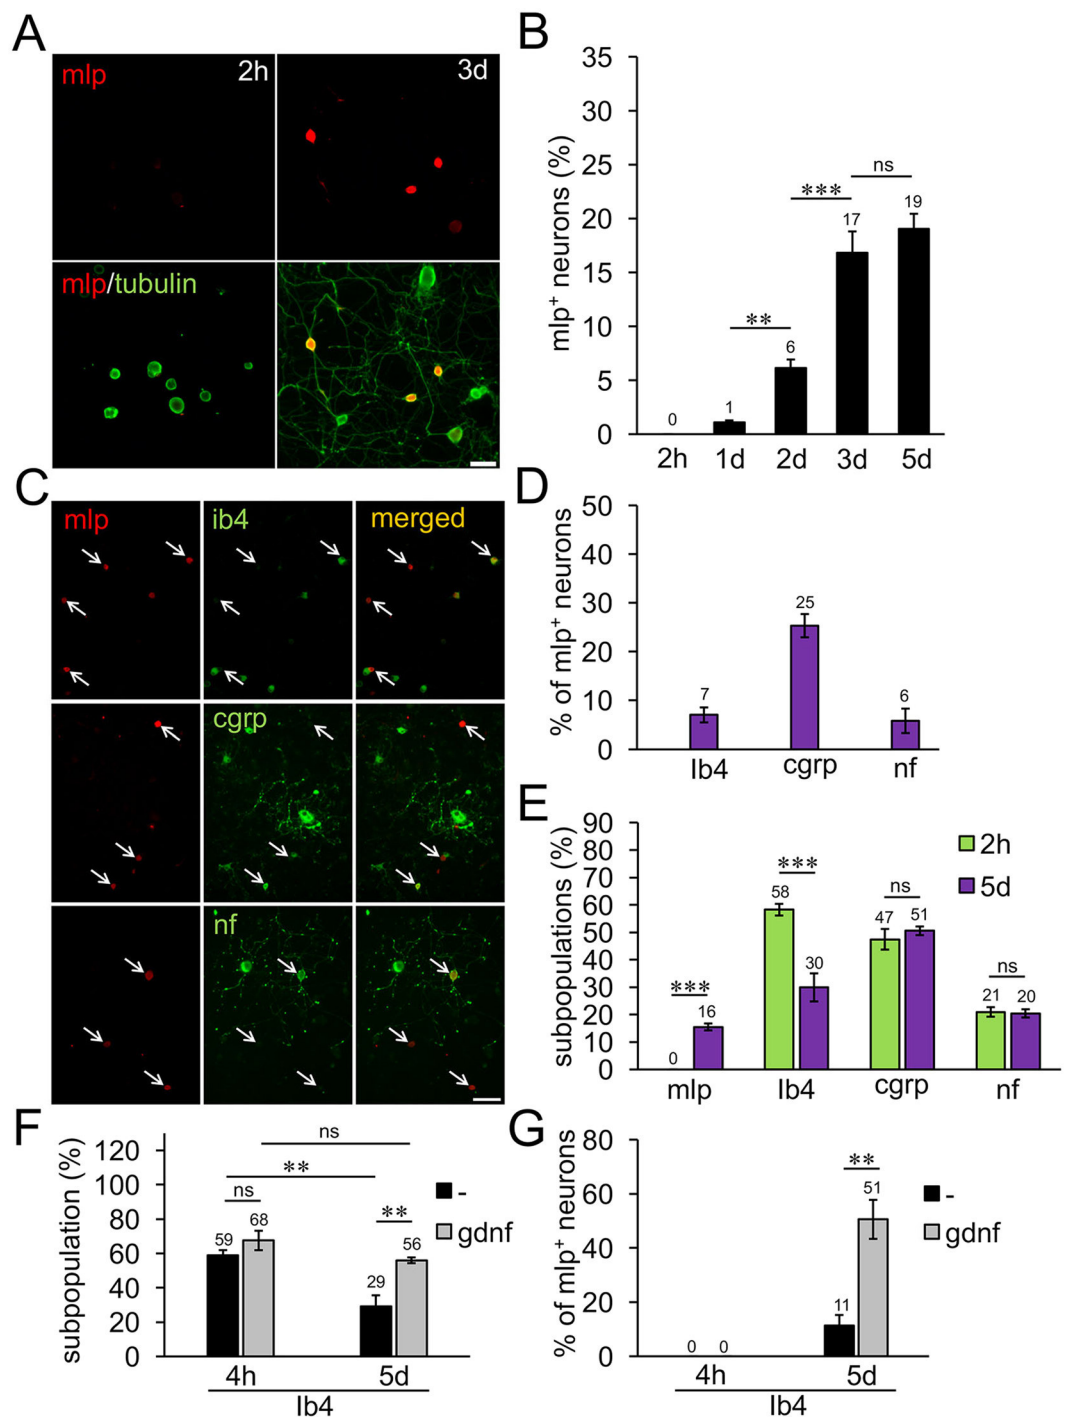 A
mlp 2h 3d
mlp/tubulin
B
mlp+ neurons (%)
35
30
25
20
15
10
5
0
0 1 6 17 19
** *** ns
2h 1d 2d 3d 5d
C
mlp ib4 merged
cgrp
nf
D
% of mlp+ neurons
50
40
30
20
10
0
7 25 6
Ib4 cgrp nf
E
subpopulations (%)
90
80
70
60
50
40
30
20
10
0
*** *** ns ns
0 16 58 30 47 51 21 20
2h
5d
mlp Ib4 cgrp nf
F
subpopulation (%)
120
100
80
60
40
20
0
ns
**
ns **
59 68 29 56
-
gdnf
4h 5d
Ib4
G
% of mlp+ neurons
80
60
40
20
0
**
0 0 11 51
-
gdnf
4h 5d
Ib4